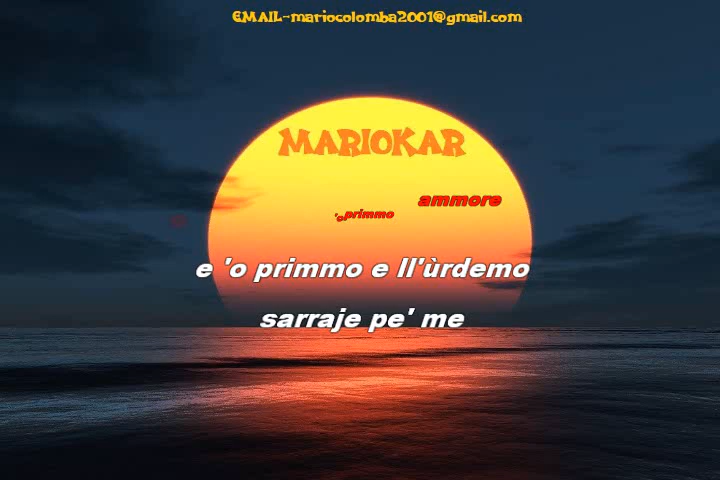 EMAIL-mariocolomba2001@gmail.com
MARIOKAR
ammore
'o primmo
e 'o primmo e ll'ùrdemo
sarraje pe' me